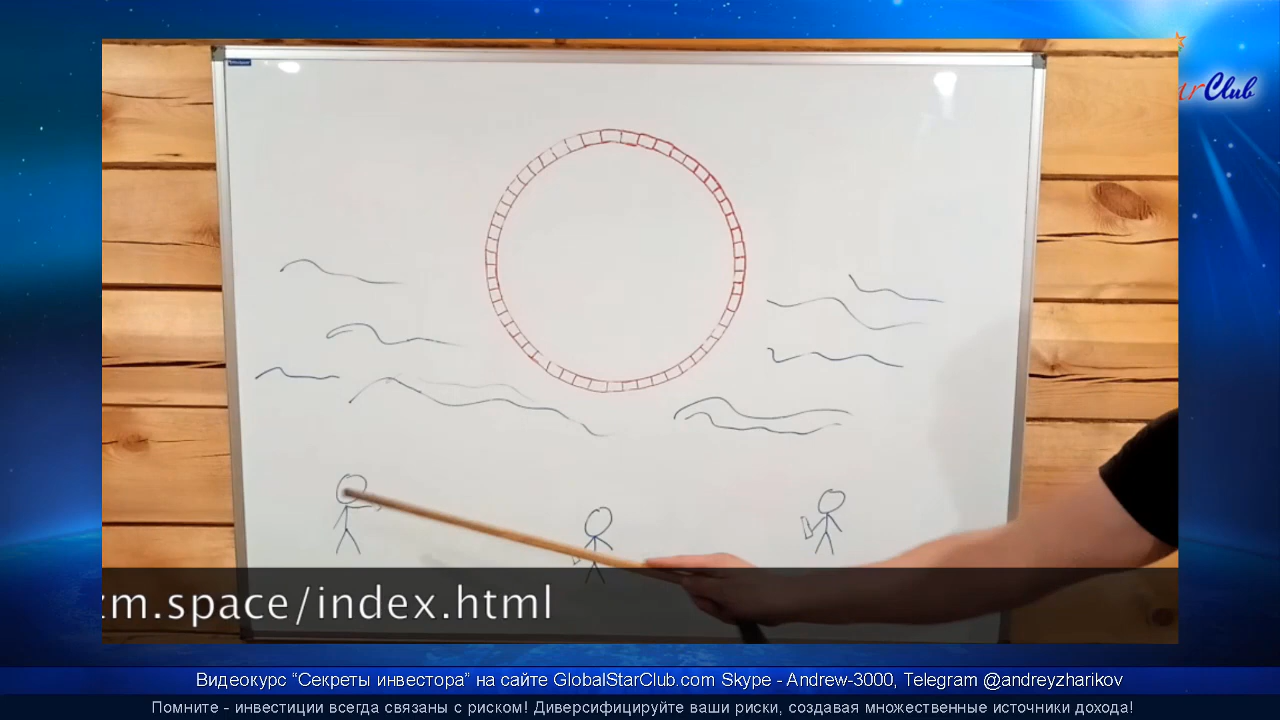 Club
zm.space/index.html
Видеокурс “Секреты инвестора” на сайте GlobalStarClub.com Skype - Andrew-3000, Telegram @andreyzharikov
Помните - инвестиции всегда связаны с риском! Диверсифицируйте ваши риски, создавая множественные источники дохода!